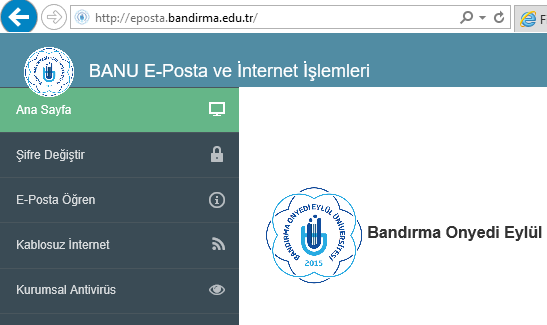 http://eposta.bandirma.edu.tr/
BANU E-Posta ve İnternet İşlemleri
Ana Sayfa
Şifre Değiştir
E-Posta Öğren
Kablosuz İnternet
Kurumsal Antivirüs
BANDIRMA ONYEDİ EYLÜL ÜNİVERSİTESİ
2015
Bandırma Onyedi Eylül